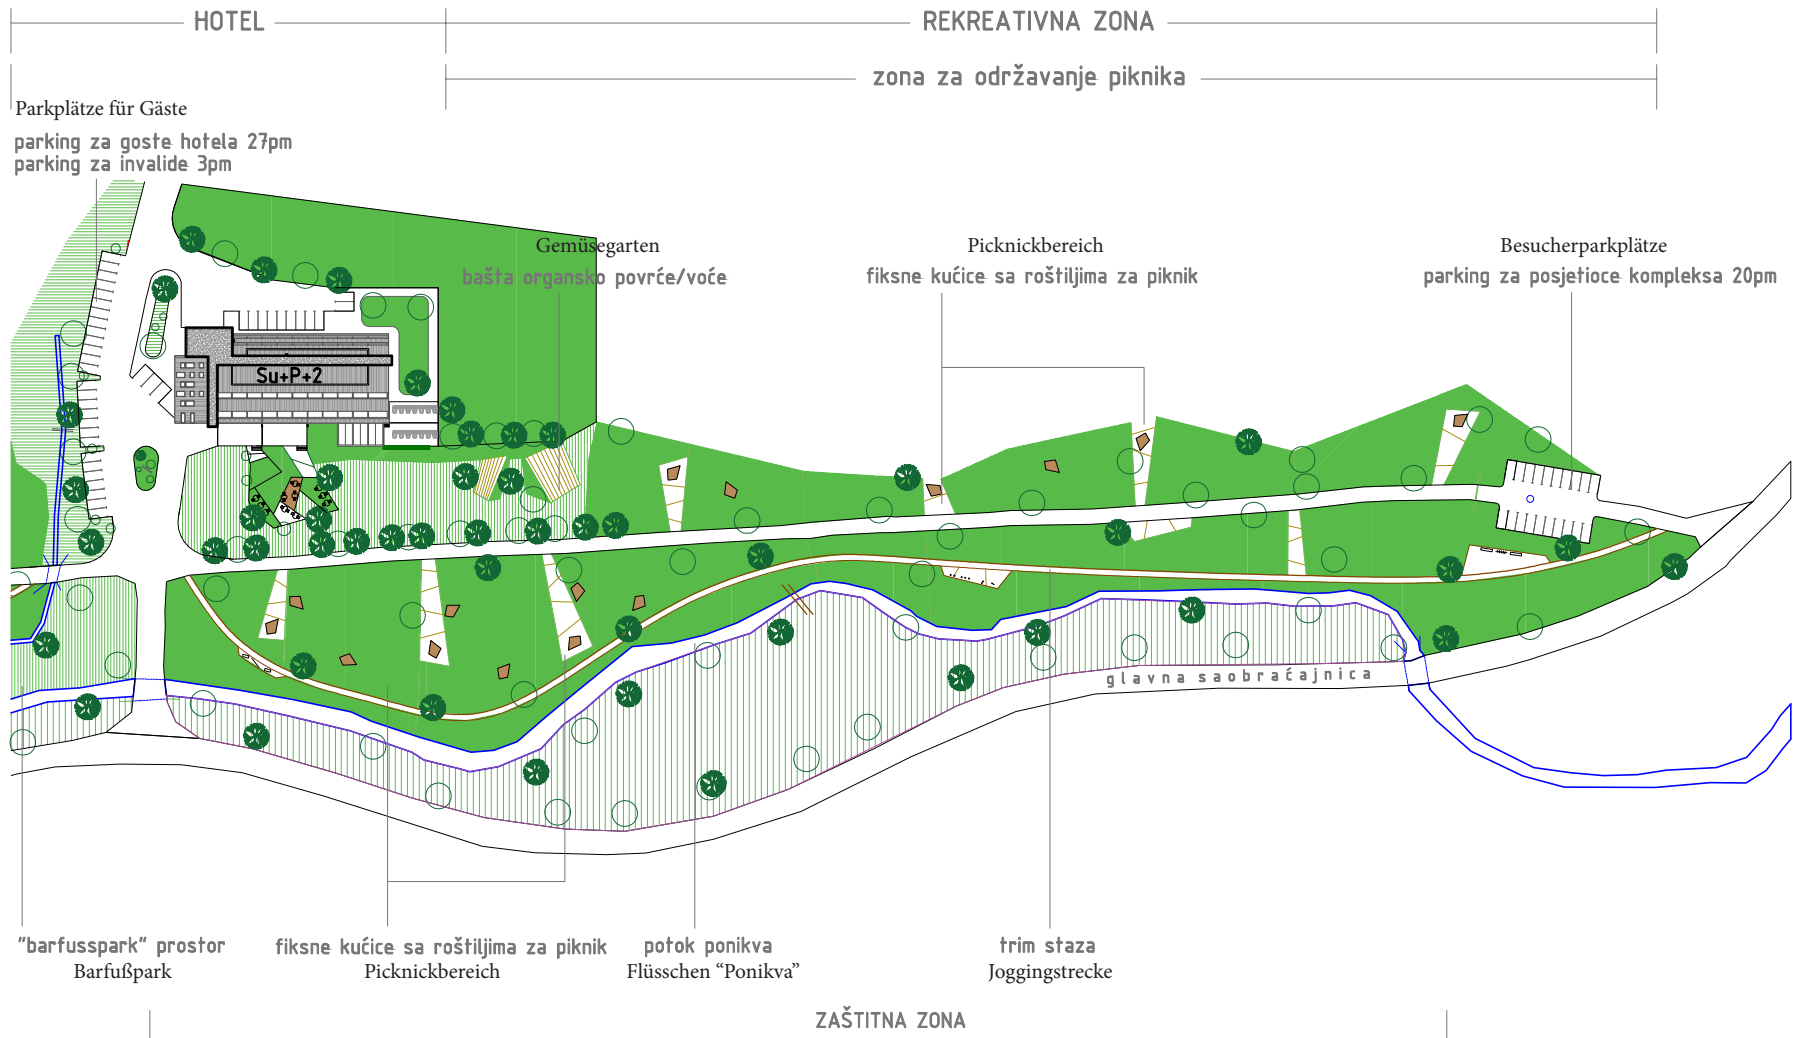 HOTEL
REKREATIVNA ZONA
zona za održavanje piknika
Parkplätze für Gäste
parking za goste hotela 27pm
parking za invalide 3pm
Gemüsegarten
bašta organsko povrće/voće
Picknickbereich
fiksne kućice sa roštiljima za piknik
Besucherparkplätze
parking za posjetioce kompleksa 20pm
Su+P+2
glavna saobraćajnica
"barfusspark" prostor
Barfußpark
fiksne kućice sa roštiljima za piknik
Picknickbereich
potok ponikva
Flüsschen “Ponikva”
trim staza
Joggingstrecke
ZAŠTITNA ZONA